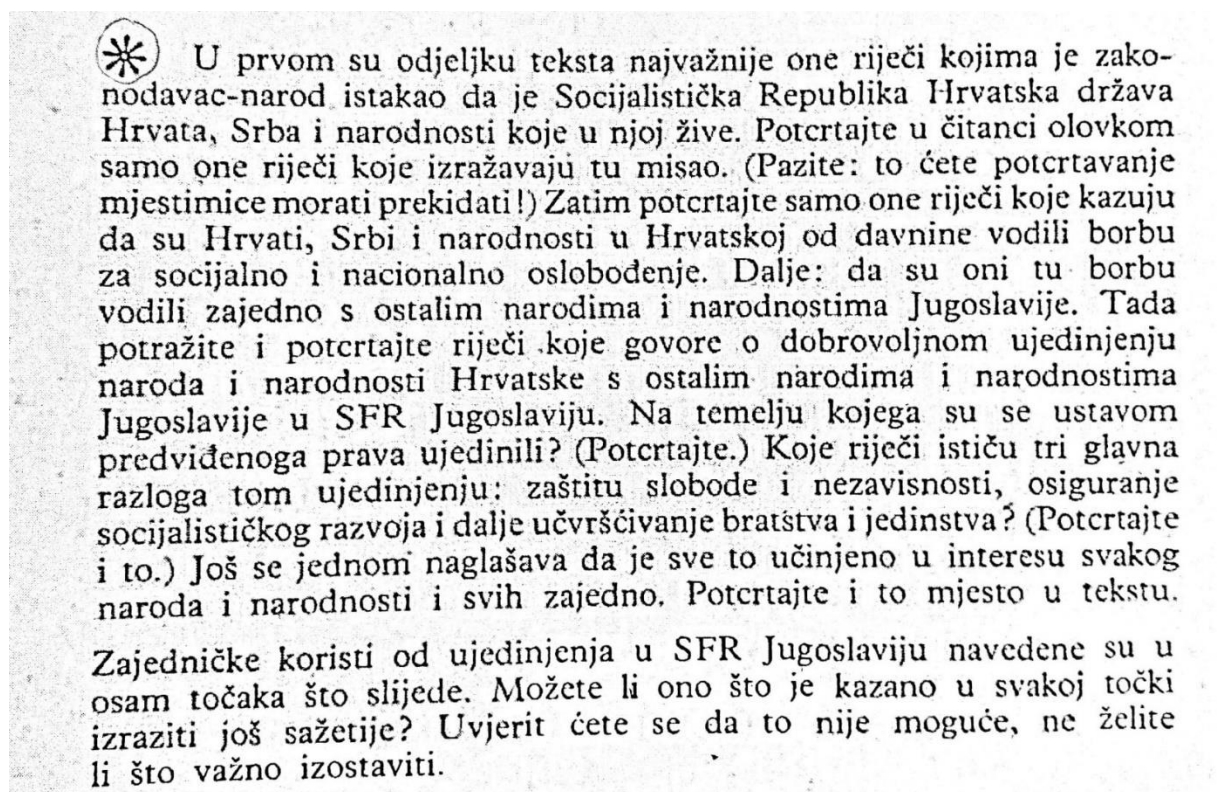 U prvom su odjeljku teksta najvažnije one riječi kojima je zako-
nodavac-narod istakao da je Socijalistička Republika Hrvatska država
Hrvata, Srba i narodnosti koje u njoj žive. Potcrtajte u čitanci olovkom
samo one riječi koje izražavaju tu misao. (Pazite: to ćete potcrtavanje
mjestimice morati prekidati!) Zatim potcrtajte samo one riječi koje kazuju
da su Hrvati, Srbi i narodnosti u Hrvatskoj od davnine vodili borbu
za socijalno i nacionalno oslobođenje. Dalje: da su oni tu borbu
vodili zajedno s ostalim narodima i narodnostima Jugoslavije. Tada
potražite i potcrtajte riječi koje govore o dobrovoljnom ujedinjenju
naroda i narodnosti Hrvatske s ostalim narodima i narodnostima
Jugoslavije u SFR Jugoslaviju. Na temelju kojega su se ustavom
predviđenoga prava ujedinili? (Potcrtajte.) Koje riječi ističu tri glavna
razloga tom ujedinjenju: zaštitu slobode i nezavisnosti, osiguranje
socijalističkog razvoja i dalje učvršćivanje bratstva i jedinstva? (Potcrtajte
i to.) Još se jednom naglašava da je sve to učinjeno u interesu svakog
naroda i narodnosti i svih zajedno. Potcrtajte i to mjesto u tekstu.
Zajedničke koristi od ujedinjenja u SFR Jugoslaviju navedene su u
osam točaka što slijede. Možete li ono što je kazano u svakoj točki
izraziti još sažetije? Uvjerit ćete se da to nije moguće, ne želite
li što važno izostaviti.